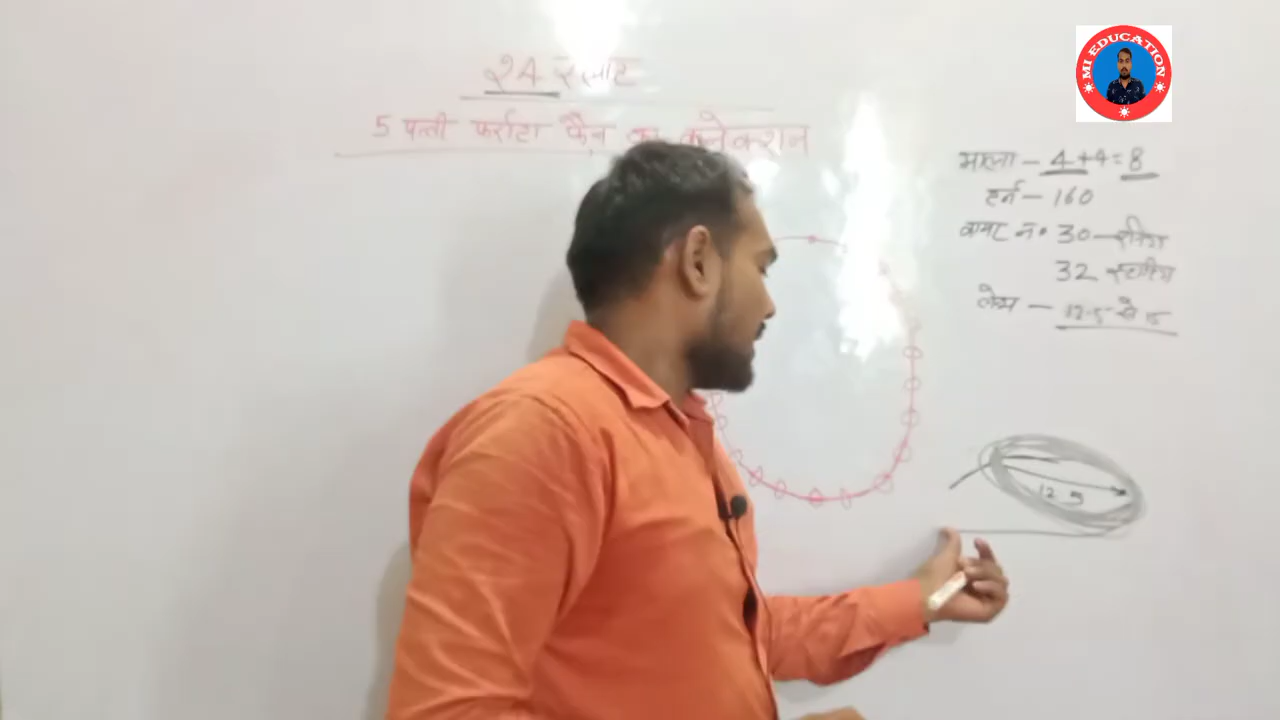 24 स्लाट
5 पत्ती फर्राटा फैन का कनेक्शन
MI EDUCATION
माला - 4+4=8
टर्न - 160
वायर न० 30 - रनिंग
32 स्टार्टिंग
लेन्थ - 12.5 से 15
12.5